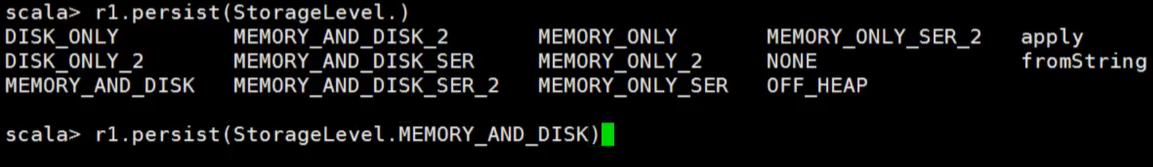 scala> r1.persist(StorageLevel.)
DISK_ONLY MEMORY_AND_DISK_2 MEMORY_ONLY MEMORY_ONLY_SER_2 apply
DISK_ONLY_2 MEMORY_AND_DISK_SER MEMORY_ONLY_2 NONE fromString
MEMORY_AND_DISK MEMORY_AND_DISK_SER_2 MEMORY_ONLY_SER OFF_HEAP
scala> r1.persist(StorageLevel.MEMORY_AND_DISK)